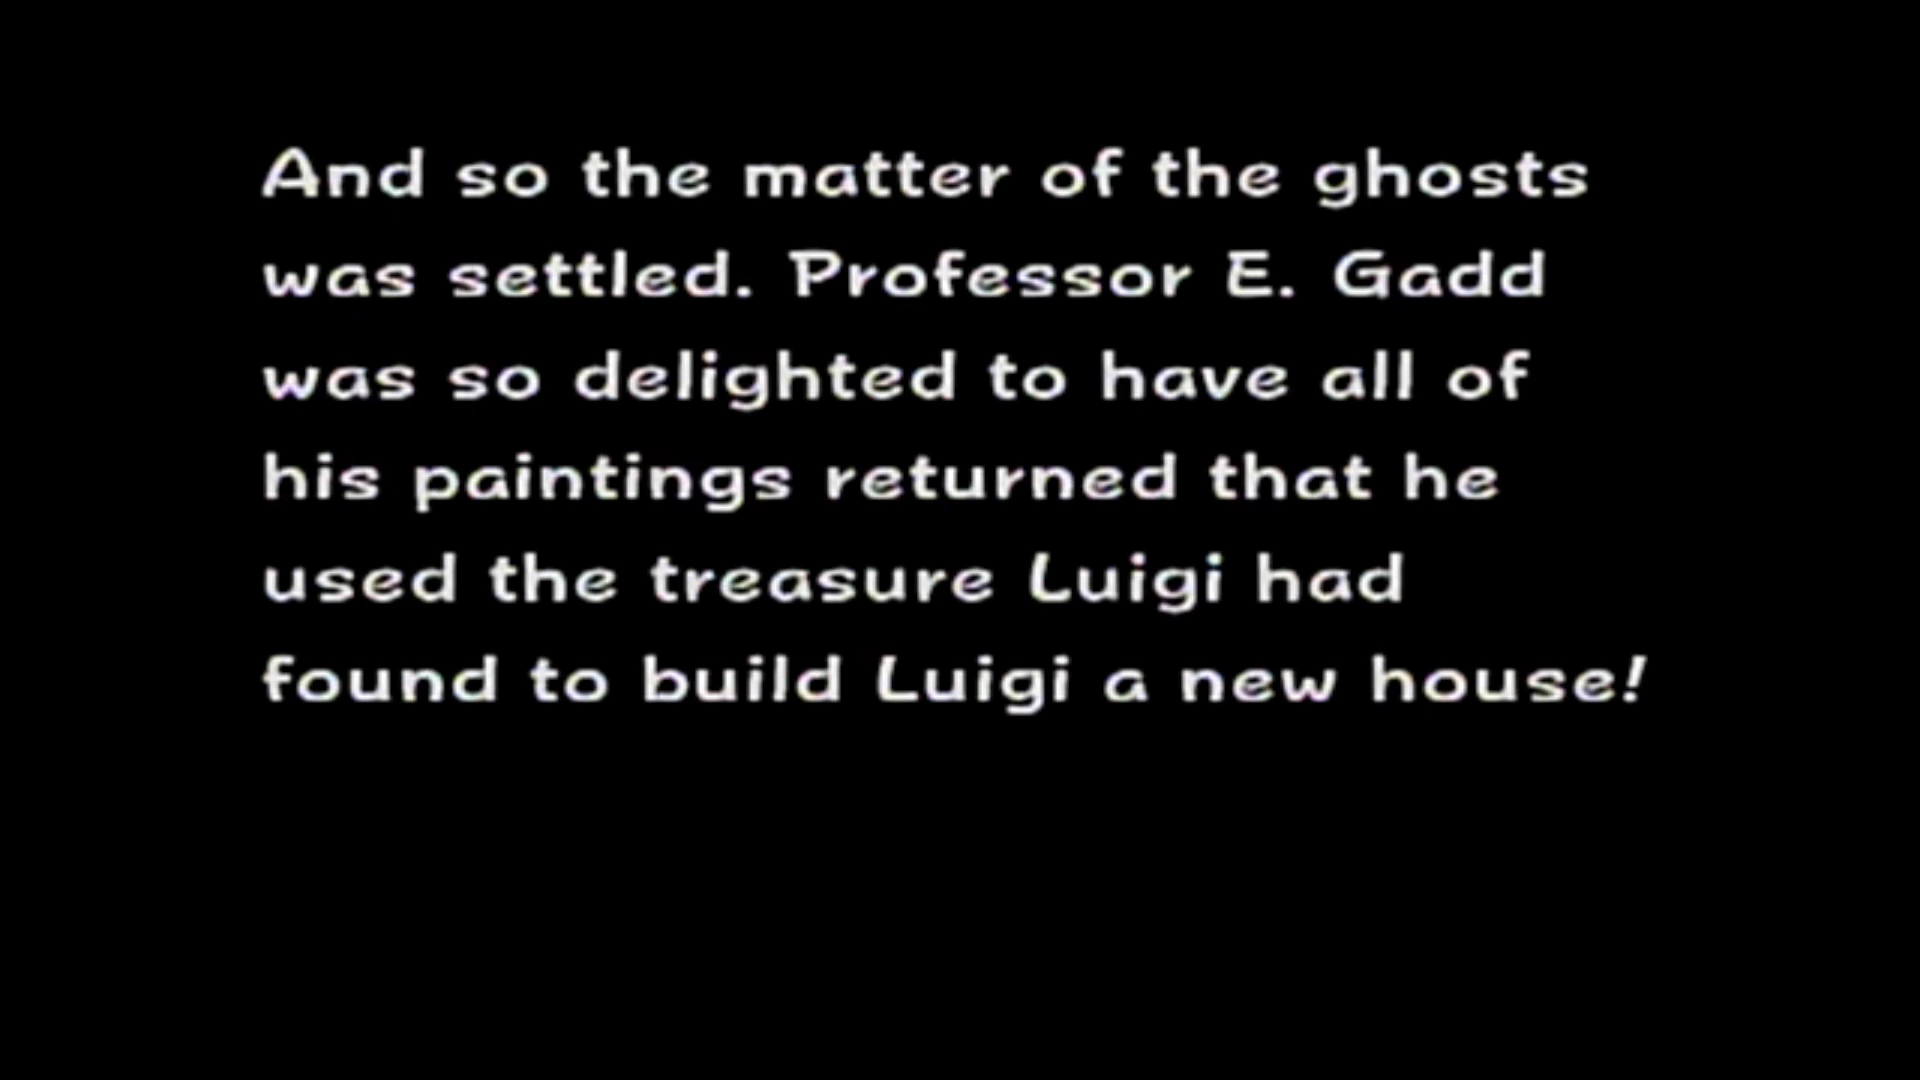 And so the matter of the ghosts
was settled. Professor E. Gadd
was so delighted to have all of
his paintings returned that he
used the treasure Luigi had
found to build Luigi a new house!